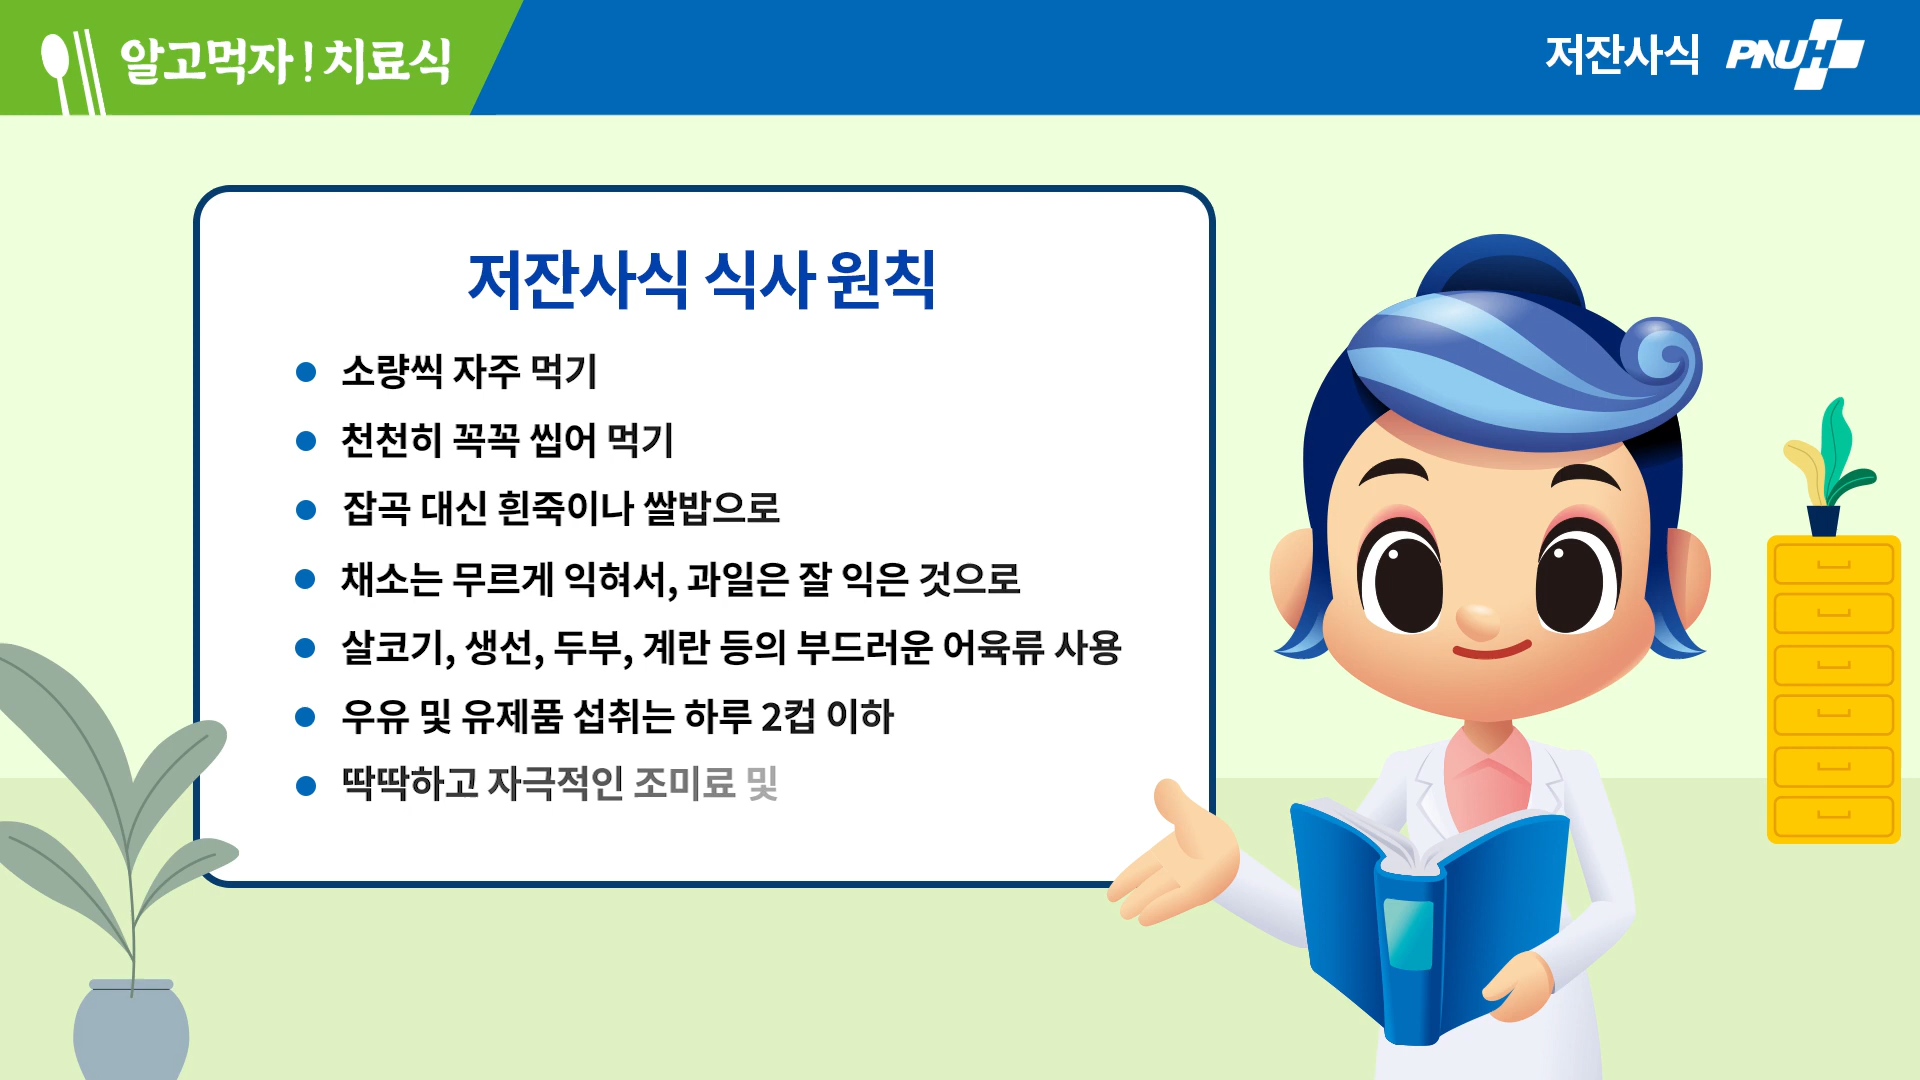 알고먹자! 치료식
저잔사식 PNUH
저잔사식 식사 원칙
소량씩 자주 먹기
천천히 꼭꼭 씹어 먹기
잡곡 대신 흰죽이나 쌀밥으로
채소는 무르게 익혀서, 과일은 잘 익은 것으로
살코기, 생선, 두부, 계란 등의 부드러운 어육류 사용
우유 및 유제품 섭취는 하루 2컵 이하
딱딱하고 자극적인 조미료 및